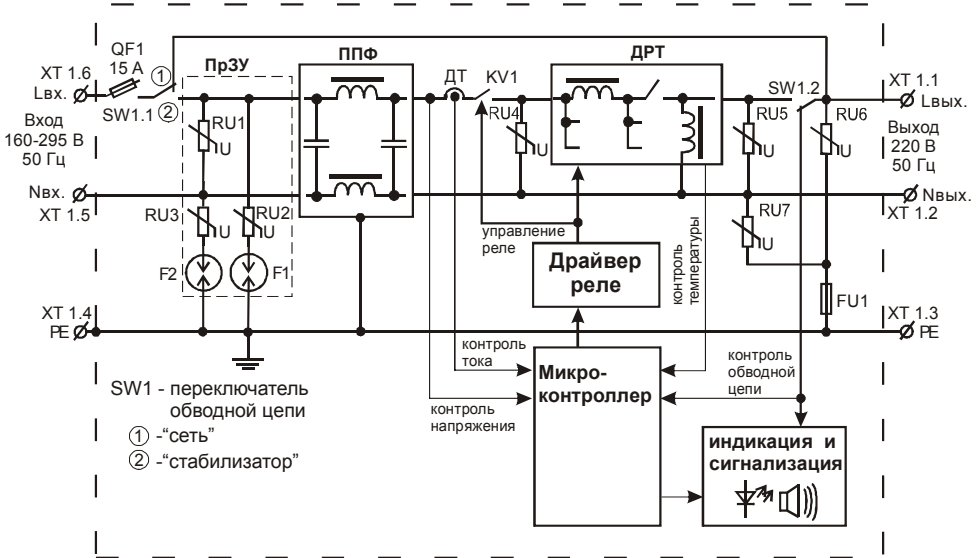 QF1
15 А
ПрЗУ
ППФ
ДТ
KV1
ДРТ
SW1.2
XT 1.6
Lвх.
1
SW1.1 2
Вход
160-295 В
50 Гц
RU1
U
RU4
U
RU5
U
RU6
U
XT 1.1
Lвых.
Выход
220 В
50 Гц
Nвх.
XT 1.5
Nвых.
XT 1.2
RU3
U
RU2
U
F2
F1
управление
реле
Драйвер
реле
контроль
температуры
RU7
U
FU1
XT 1.4
PE
XT 1.3
PE
контроль
тока
Микро-
контроллер
контроль
обводной
цепи
контроль
напряжения
SW1 - переключатель
обводной цепи
1 -“сеть”
2 -“стабилизатор”
индикация и
сигнализация